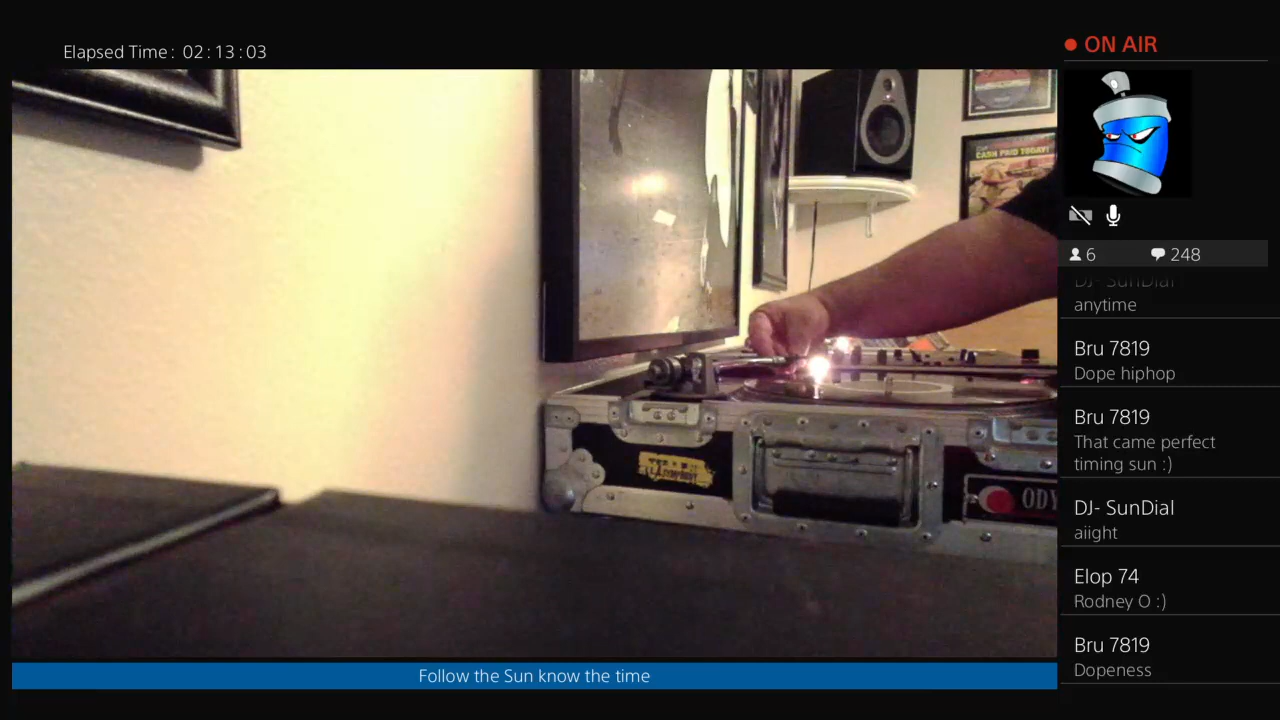 Elapsed Time: 02:13:03
ON AIR
CASH PAID TODAY!
6
248
DJ- SunDial
anytime
Bru 7819
Dope hiphop
Bru 7819
That came perfect
timing sun :)
DJ- SunDial
aiight
Elop 74
Rodney O :)
Bru 7819
Dopeness
ODY
Follow the Sun know the time